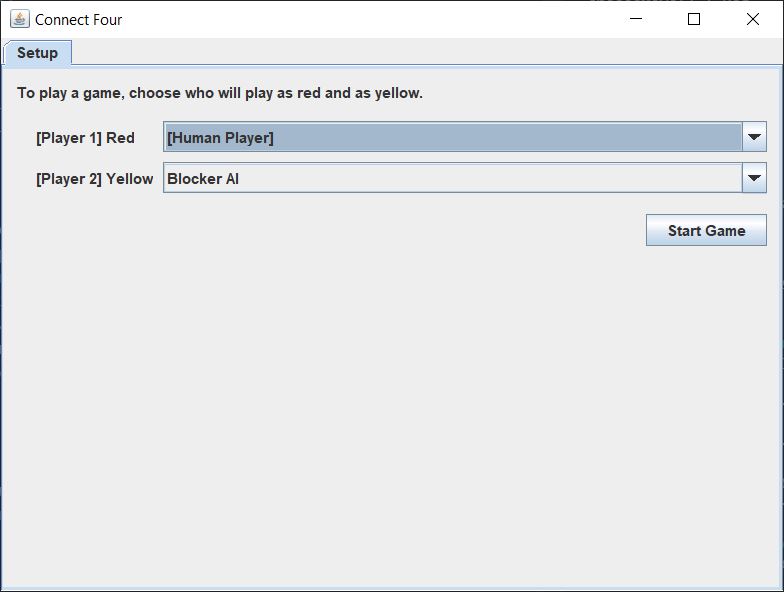 Connect Four
Setup
To play a game, choose who will play as red and as yellow.
[Player 1] Red [Human Player]
[Player 2] Yellow Blocker AI
Start Game